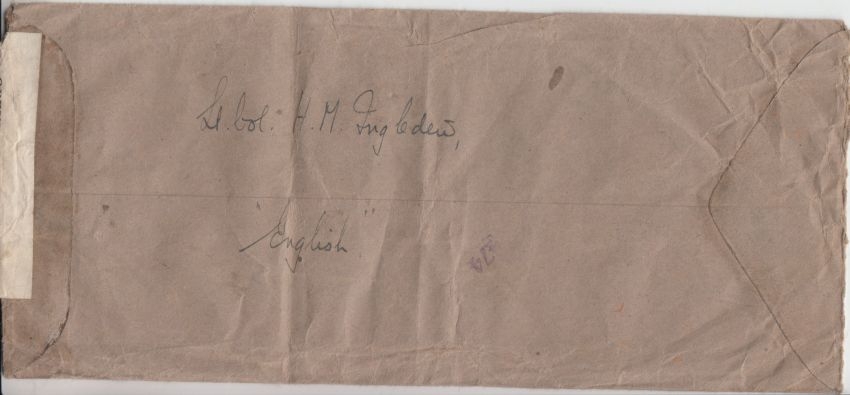 Lt. Col. H. M. Ingledew,
"English"